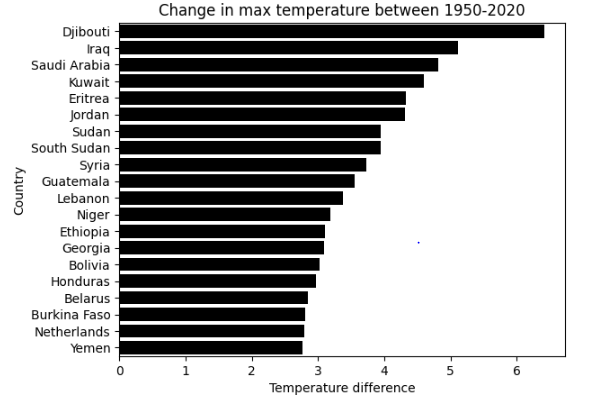 Change in max temperature between 1950-2020
Country
Djibouti
Iraq
Saudi Arabia
Kuwait
Eritrea
Jordan
Sudan
South Sudan
Syria
Guatemala
Lebanon
Niger
Ethiopia
Georgia
Bolivia
Honduras
Belarus
Burkina Faso
Netherlands
Yemen
0 1 2 3 4 5 6
Temperature difference